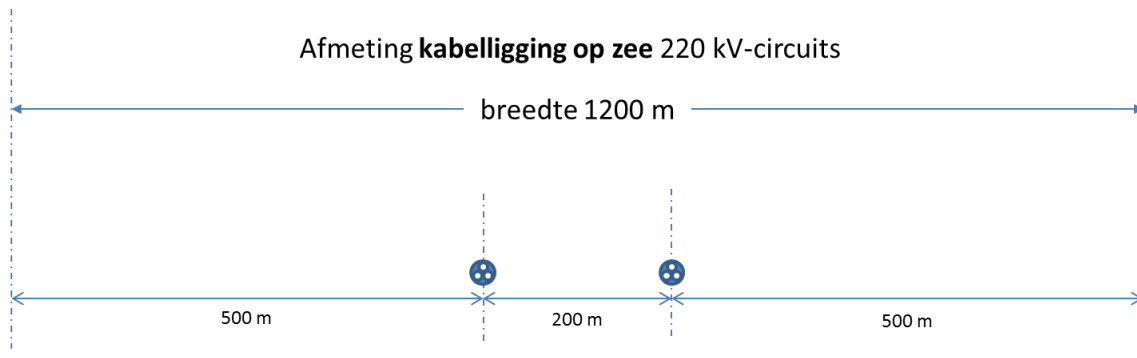 Afmeting kabelligging op zee 220 kV-circuits
breedte 1200 m
500 m
200 m
500 m